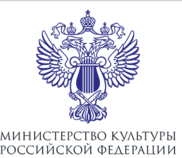 МИНИСТЕРСТВО КУЛЬТУРЫ
РОССИЙСКОЙ ФЕДЕРАЦИИ